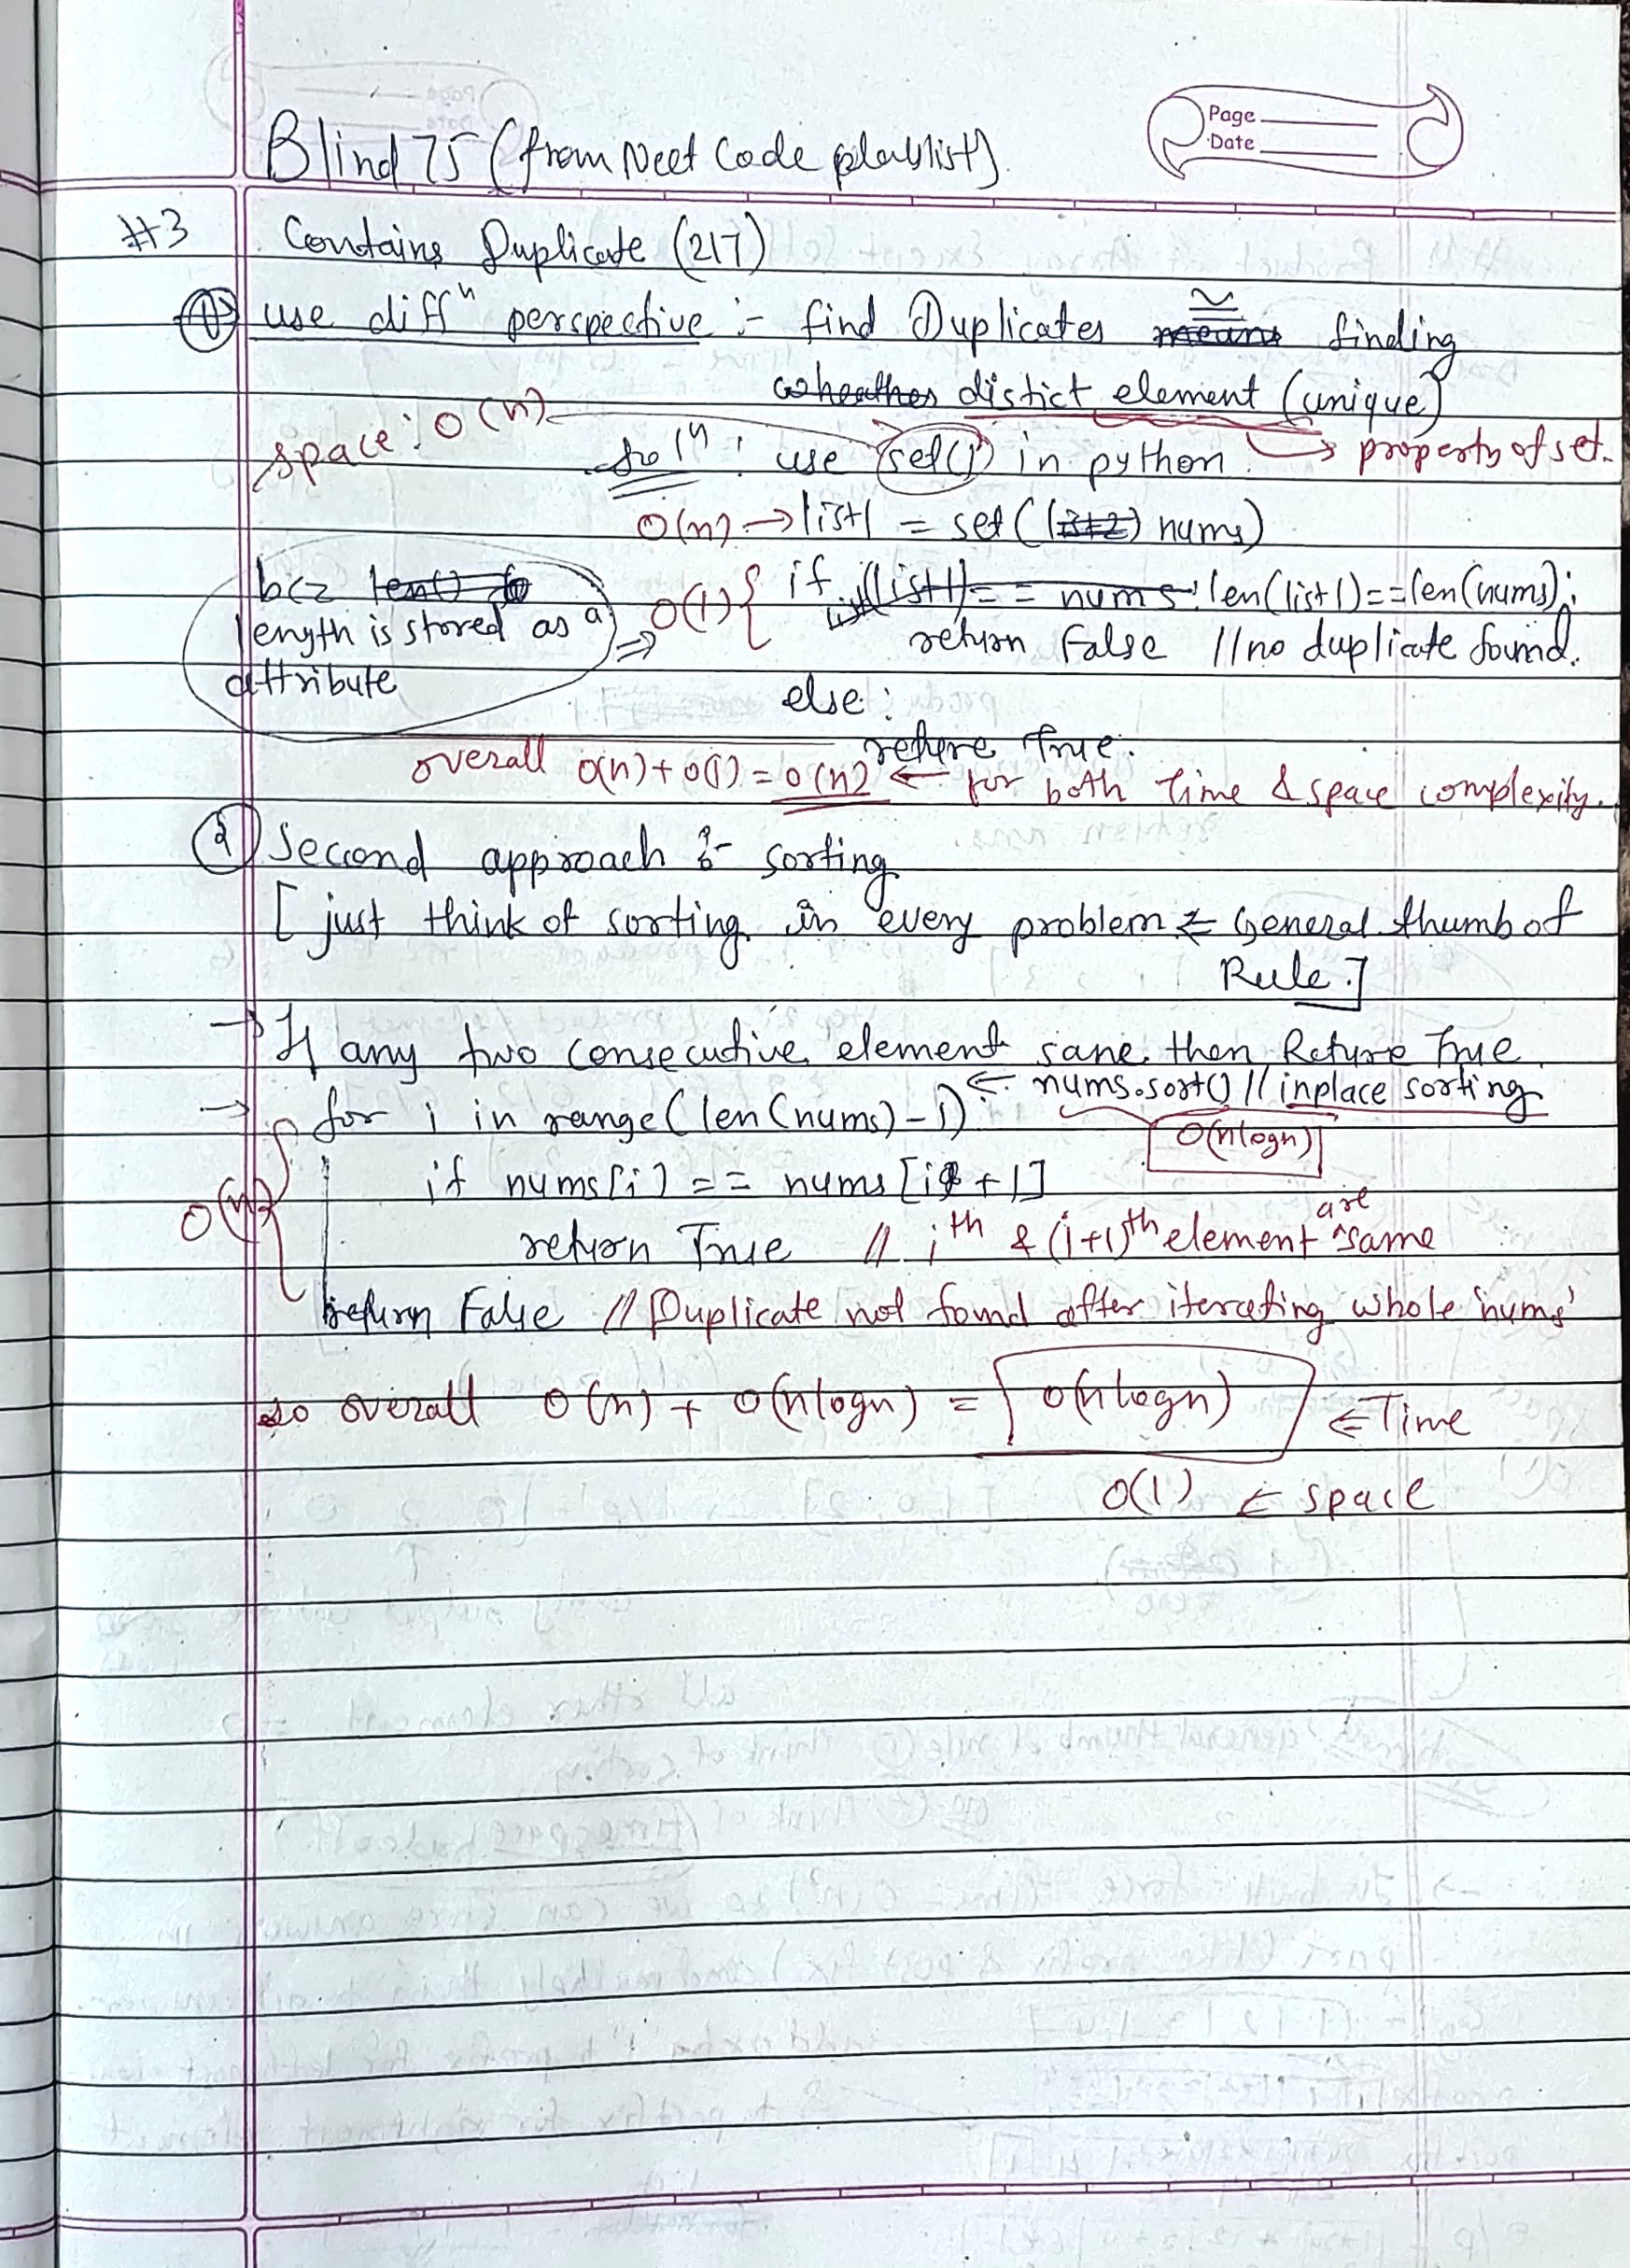 Page
Date
Blind 75 (from Neet Code playlist)
#3 Contains Duplicate (217)
① use diffⁿ perspective :- find Duplicates ≅ finding
distict element (unique)
→ property of set.
space : O(n)
solⁿ : use set() in python.
O(n) → list1 = set( nums)
O(1) { if len(list1)==len(nums):
bcz
length is stored as a
attribute ⇒
return False //no duplicate found.
else :
return True.
overall O(n)+O(1) = O(n) ← for both Time & space complexity.
② Second approach :- sorting
[ just think of sorting in every problem ← General thumb of
Rule.]
→ If any two consecutive element same, then Return True
← nums.sort() // inplace sorting
O(nlogn)
→ for i in range(len(nums)-1)
O(n) if nums[i] == nums[i+1]
return True // iᵗʰ & (i+1)ᵗʰ element are same
return False // Duplicate not found after iterating whole 'nums'
so overall O(n) + O(nlogn) = O(nlogn) ⇐ Time
O(1) ← space